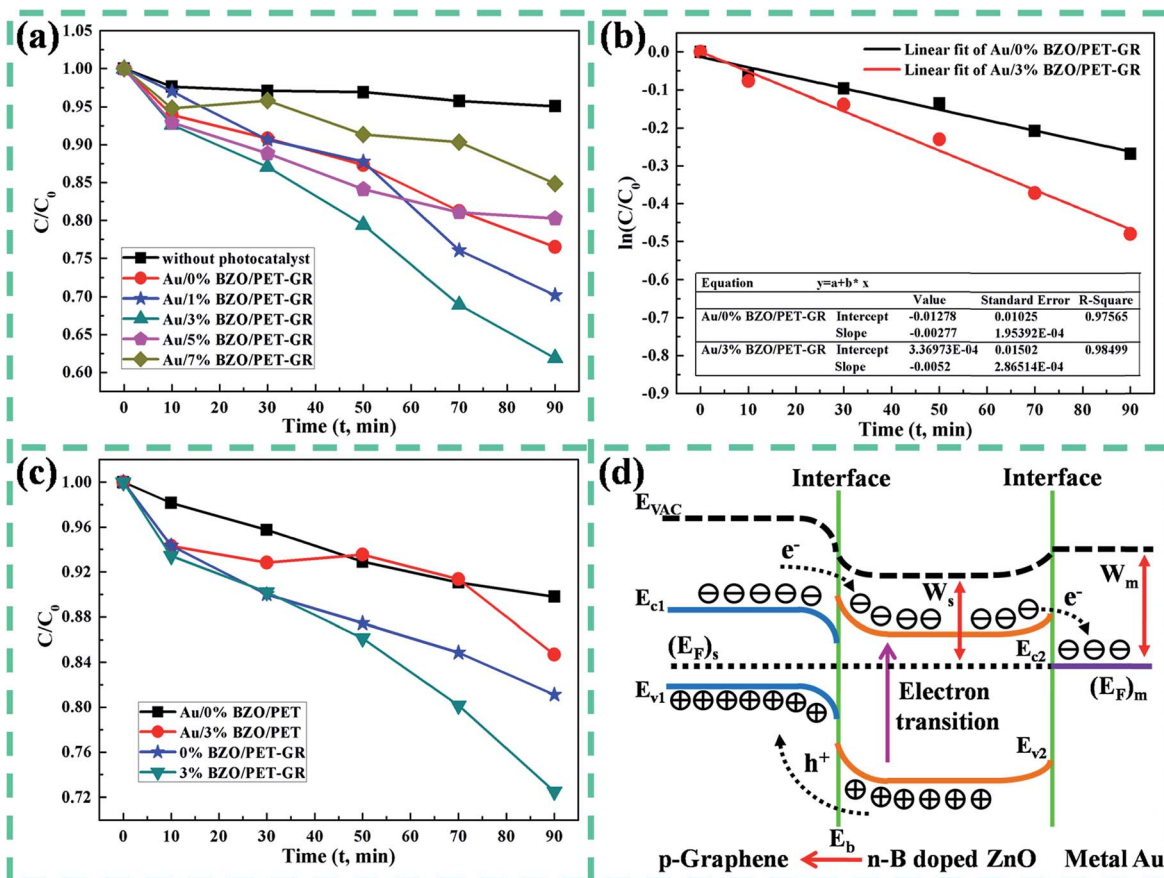 (a)
C/C0
1.00
0.95
0.90
0.85
0.80
0.75
0.70
0.65
0.60
without photocatalyst
Au/0% BZO/PET-GR
Au/1% BZO/PET-GR
Au/3% BZO/PET-GR
Au/5% BZO/PET-GR
Au/7% BZO/PET-GR
0 10 30 50 70 90
Time (t, min)
(b)
ln(C/C0)
0.0
-0.1
-0.2
-0.3
-0.4
-0.5
-0.6
-0.7
-0.8
-0.9
Linear fit of Au/0% BZO/PET-GR
Linear fit of Au/3% BZO/PET-GR
Equation y=a+b* x
Value Standard Error R-Square
Au/0% BZO/PET-GR Intercept -0.01278 0.01025 0.97565
Slope -0.00277 1.95392E-04
Au/3% BZO/PET-GR Intercept 3.36973E-04 0.01502 0.98499
Slope -0.0052 2.86514E-04
0 10 20 30 40 50 60 70 80 90
Time (t, min)
(c)
C/C0
1.00
0.96
0.92
0.88
0.84
0.80
0.76
0.72
Au/0% BZO/PET
Au/3% BZO/PET
0% BZO/PET-GR
3% BZO/PET-GR
0 10 20 30 40 50 60 70 80 90
Time (t, min)
(d)
Interface Interface
EVAC
e-
Ws
Wm
Ec1
e-
(EF)s
Ec2
Ev1
(EF)m
Electron
transition
Ev2
h+
Eb
p-Graphene n-B doped ZnO Metal Au